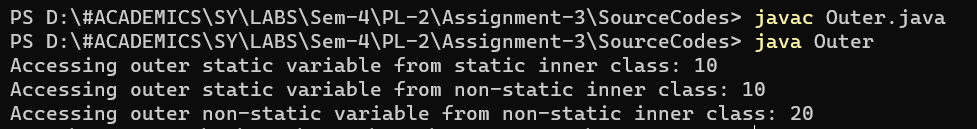 PS D:\#ACADEMICS\SY\LABS\Sem-4\PL-2\Assignment-3\SourceCodes> javac Outer.java
PS D:\#ACADEMICS\SY\LABS\Sem-4\PL-2\Assignment-3\SourceCodes> java Outer
Accessing outer static variable from static inner class: 10
Accessing outer static variable from non-static inner class: 10
Accessing outer non-static variable from non-static inner class: 20